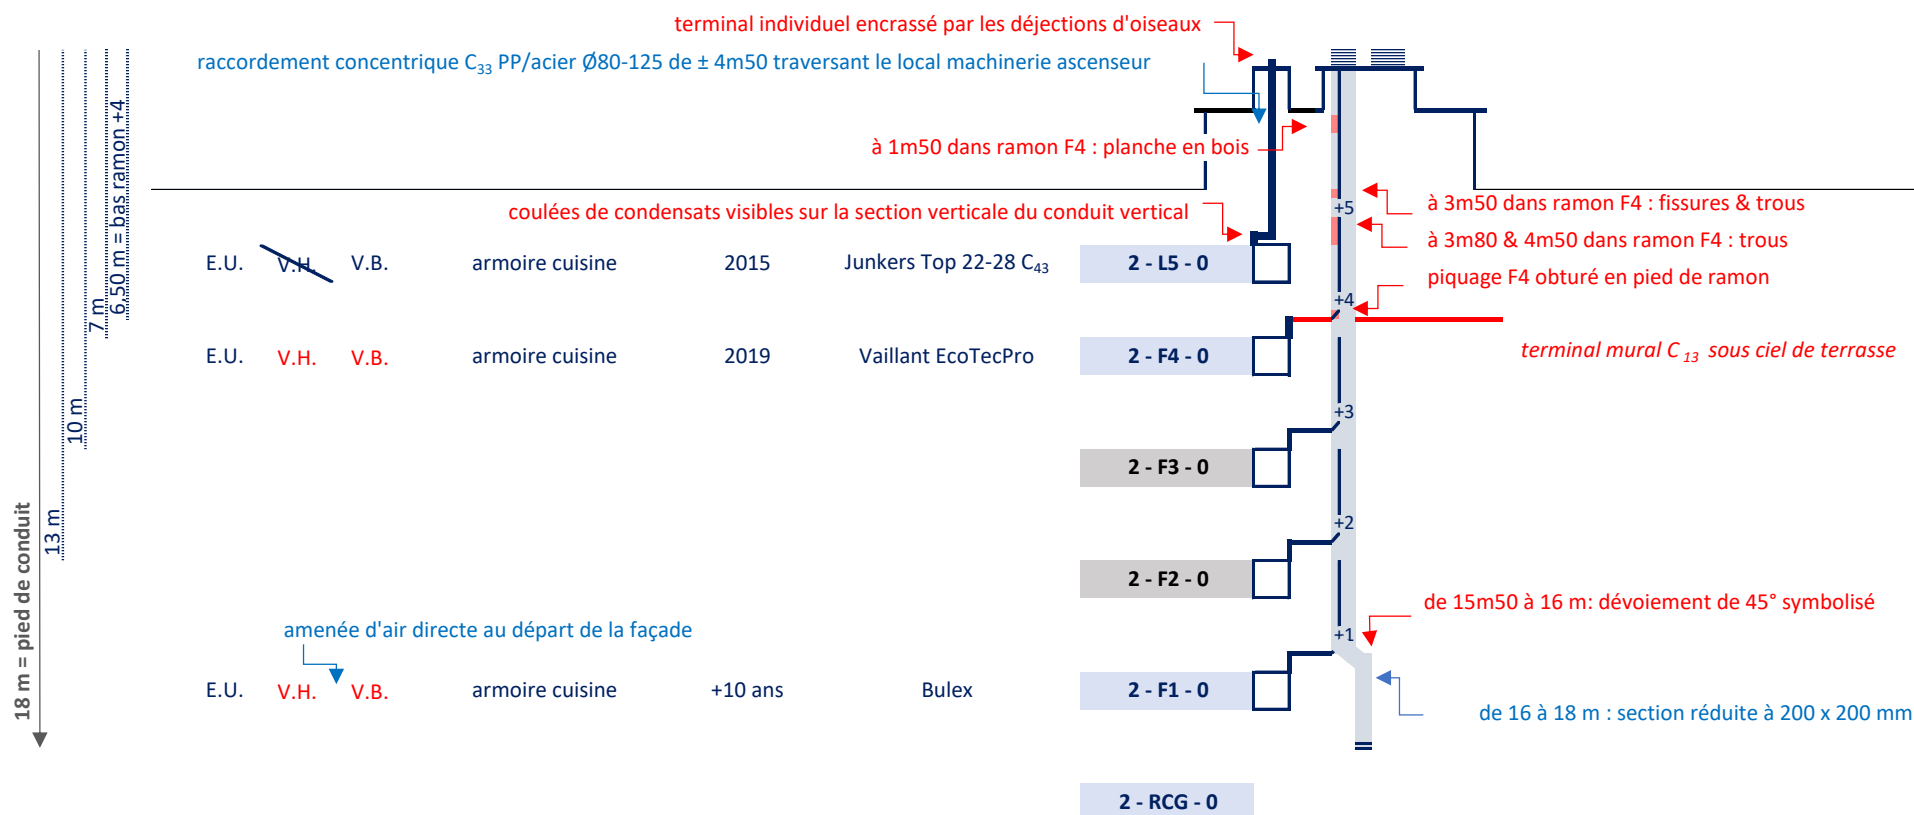 terminal individuel encrassé par les déjections d'oiseaux
raccordement concentrique C33 PP/acier Ø80-125 de ± 4m50 traversant le local machinerie ascenseur
à 1m50 dans ramon F4 : planche en bois
6,50 m = bas ramon +4
7 m
10 m
13 m
18 m = pied de conduit
coulées de condensats visibles sur la section verticale du conduit vertical
+5
à 3m50 dans ramon F4 : fissures & trous
à 3m80 & 4m50 dans ramon F4 : trous
E.U. V.H. V.B. armoire cuisine 2015 Junkers Top 22-28 C43 2 - L5 - 0
piquage F4 obturé en pied de ramon
+4
E.U. V.H. V.B. armoire cuisine 2019 Vaillant EcoTecPro 2 - F4 - 0
terminal mural C 13 sous ciel de terrasse
+3
2 - F3 - 0
+2
2 - F2 - 0
de 15m50 à 16 m: dévoiement de 45° symbolisé
amenée d'air directe au départ de la façade
+1
E.U. V.H. V.B. armoire cuisine +10 ans Bulex 2 - F1 - 0
de 16 à 18 m : section réduite à 200 x 200 mm
2 - RCG - 0